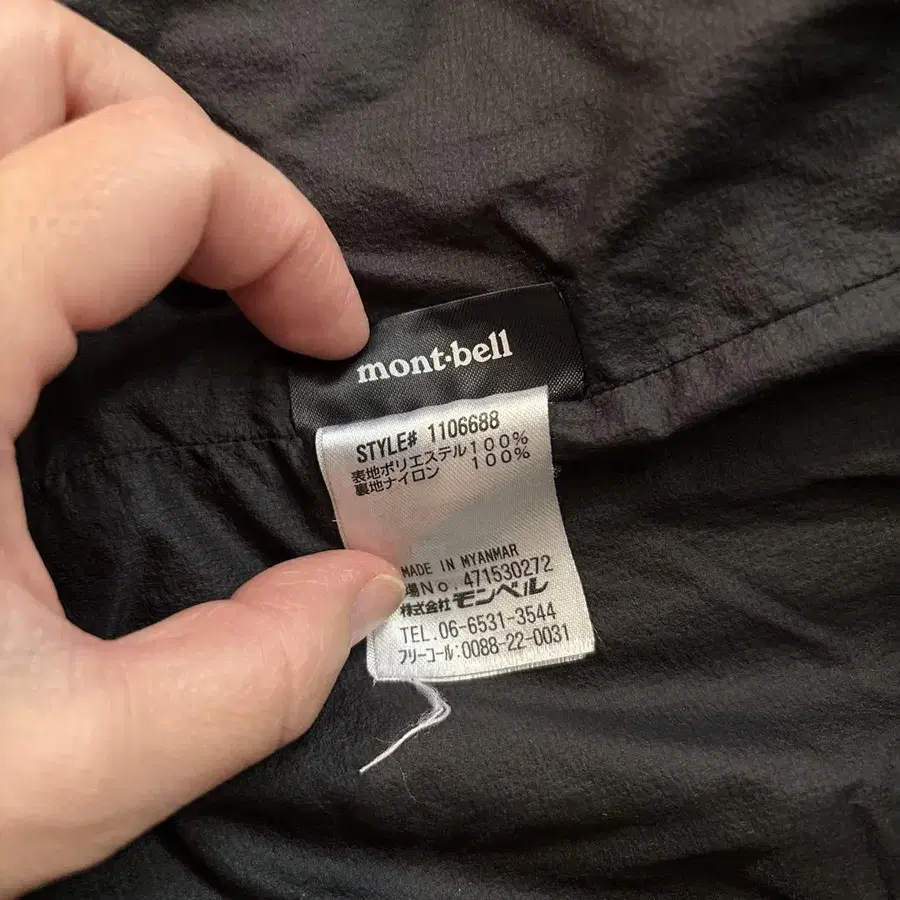 mont·bell
STYLE# 1106688
表地ポリエステル100%
裏地ナイロン 100%
MADE IN MYANMAR
場No. 471530272
株式会社モンベル
TEL.06-6531-3544
フリーコール:0088-22-0031